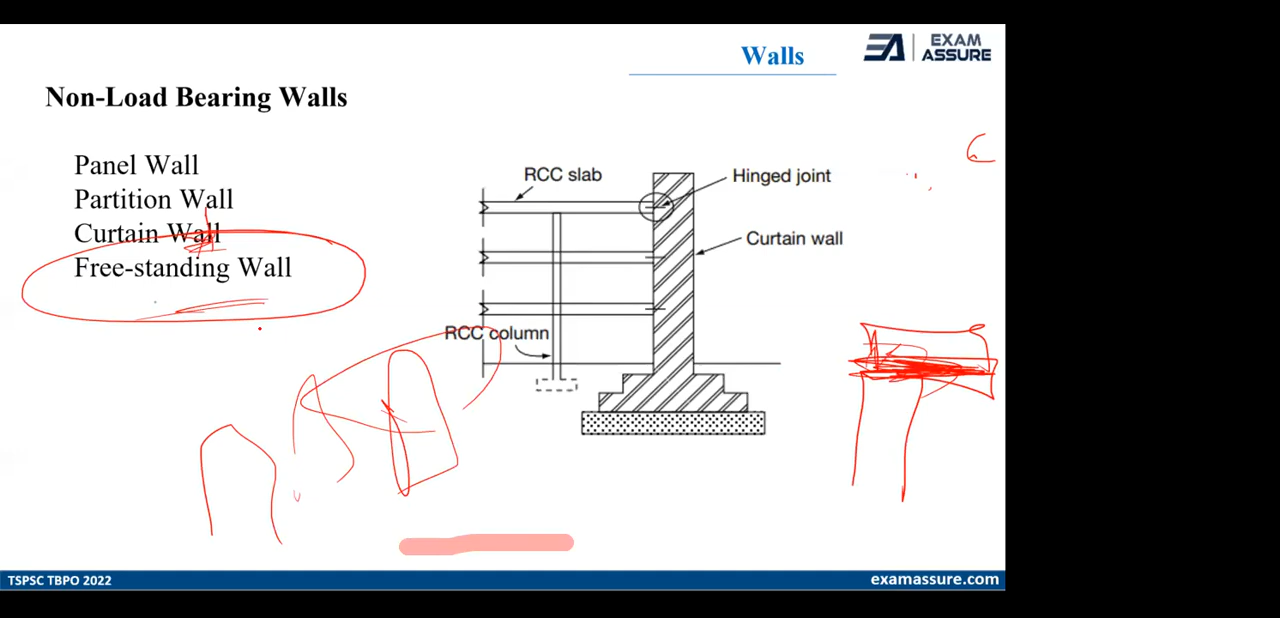 Walls
EXAM
ASSURE
Non-Load Bearing Walls
Panel Wall
Partition Wall
Curtain Wall
Free-standing Wall
RCC slab
Hinged joint
Curtain wall
RCC column
TSPSC TBPO 2022
examassure.com